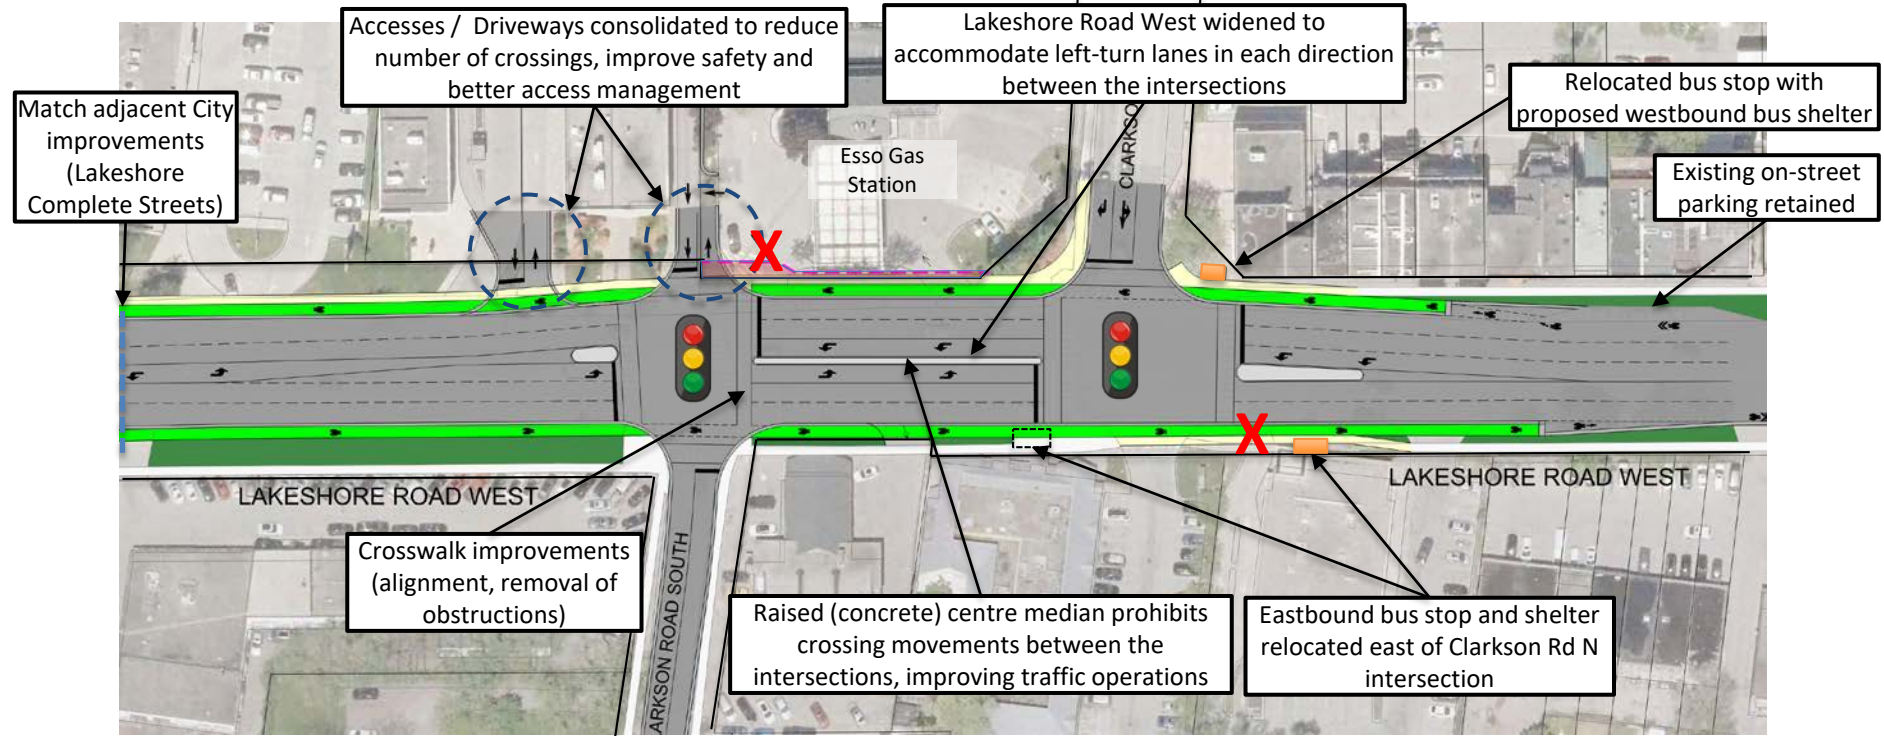 Accesses / Driveways consolidated to reduce
number of crossings, improve safety and
better access management
Lakeshore Road West widened to
accommodate left-turn lanes in each direction
between the intersections
Relocated bus stop with
proposed westbound bus shelter
Match adjacent City
improvements
(Lakeshore
Complete Streets)
Existing on-street
parking retained
Esso Gas
Station
CLARKSO
X
X
LAKESHORE ROAD WEST
LAKESHORE ROAD WEST
Crosswalk improvements
(alignment, removal of
obstructions)
ARKSON ROAD SOUTH
Raised (concrete) centre median prohibits
crossing movements between the
intersections, improving traffic operations
Eastbound bus stop and shelter
relocated east of Clarkson Rd N
intersection